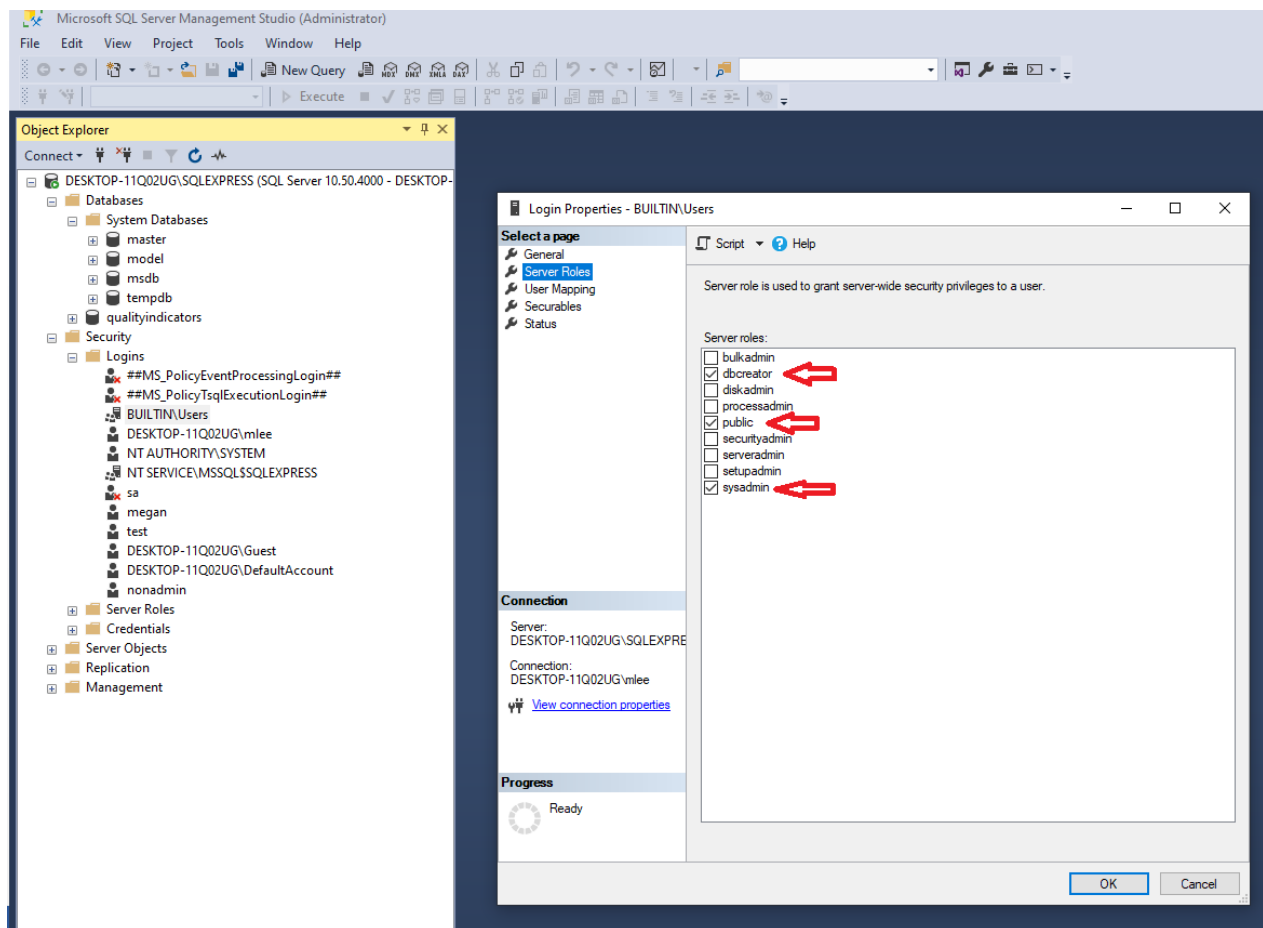 Microsoft SQL Server Management Studio (Administrator)
File Edit View Project Tools Window Help
New Query MDX DMX XMLA DAX
Execute
Object Explorer
Connect
DESKTOP-11Q02UG\SQLEXPRESS (SQL Server 10.50.4000 - DESKTOP-
Databases
System Databases
master
model
msdb
tempdb
qualityindicators
Security
Logins
##MS_PolicyEventProcessingLogin##
##MS_PolicyTsqlExecutionLogin##
BUILTIN\Users
DESKTOP-11Q02UG\mlee
NT AUTHORITY\SYSTEM
NT SERVICE\MSSQL$SQLEXPRESS
sa
megan
test
DESKTOP-11Q02UG\Guest
DESKTOP-11Q02UG\DefaultAccount
nonadmin
Server Roles
Credentials
Server Objects
Replication
Management
Login Properties - BUILTIN\Users
Select a page
General
Server Roles
User Mapping
Securables
Status
Connection
Server:
DESKTOP-11Q02UG\SQLEXPRE
Connection:
DESKTOP-11Q02UG\mlee
View connection properties
Progress
Ready
Script Help
Server role is used to grant server-wide security privileges to a user.
Server roles:
bulkadmin
dbcreator
diskadmin
processadmin
public
securityadmin
serveradmin
setupadmin
sysadmin
OK Cancel